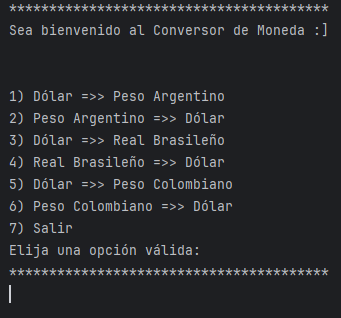 ****************************************
Sea bienvenido al Conversor de Moneda :]
1) Dólar =>> Peso Argentino
2) Peso Argentino =>> Dólar
3) Dólar =>> Real Brasileño
4) Real Brasileño =>> Dólar
5) Dólar =>> Peso Colombiano
6) Peso Colombiano =>> Dólar
7) Salir
Elija una opción válida:
****************************************